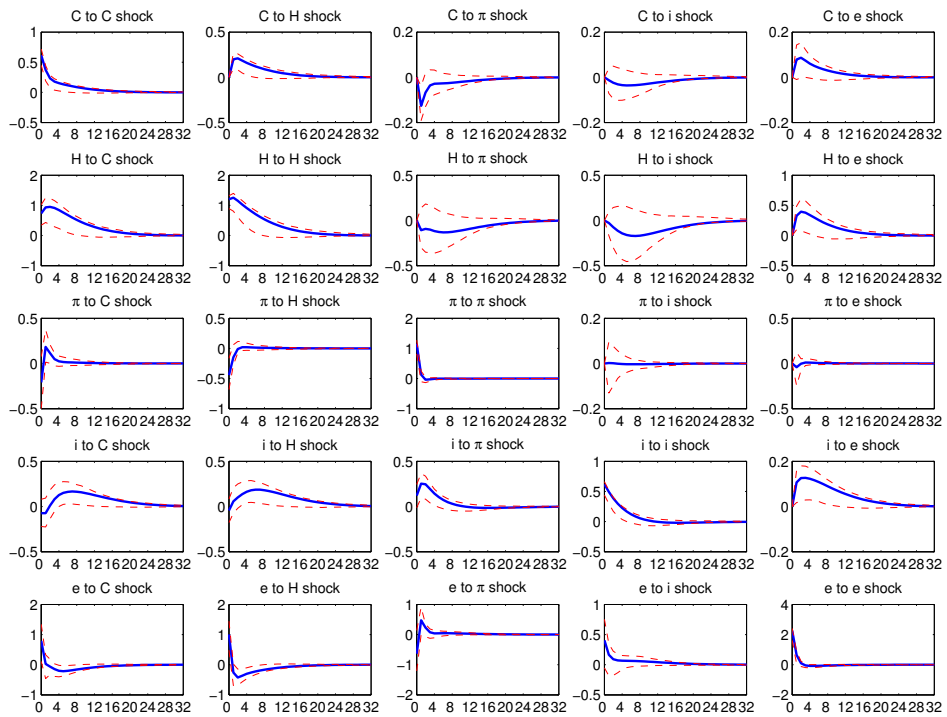 C to C shock C to H shock C to π shock C to i shock C to e shock
1 0.5 0.2 0.2 0.2
0.5
0 0 0 0 0
−0.5 −0.5 −0.2 −0.2 −0.2
0 4 8 12 16 20 24 28 32 0 4 8 12 16 20 24 28 32 0 4 8 12 16 20 24 28 32 0 4 8 12 16 20 24 28 32 0 4 8 12 16 20 24 28 32
H to C shock H to H shock H to π shock H to i shock H to e shock
2 2 0.5 0.5 1
1 1 0.5
0 0 0 0 0
−1 −1 −0.5 −0.5 −0.5
0 4 8 12 16 20 24 28 32 0 4 8 12 16 20 24 28 32 0 4 8 12 16 20 24 28 32 0 4 8 12 16 20 24 28 32 0 4 8 12 16 20 24 28 32
π to C shock π to H shock π to π shock π to i shock π to e shock
0.5 0.5 2 0.2 0.5
0 1
0 0 0 0
−0.5
−0.5 −1 −1 −0.2 −0.5
0 4 8 12 16 20 24 28 32 0 4 8 12 16 20 24 28 32 0 4 8 12 16 20 24 28 32 0 4 8 12 16 20 24 28 32 0 4 8 12 16 20 24 28 32
i to C shock i to H shock i to π shock i to i shock i to e shock
0.5 0.5 0.5 1 0.2
0.5
0 0 0 0 0
−0.5 −0.5 −0.5 −0.5 −0.2
0 4 8 12 16 20 24 28 32 0 4 8 12 16 20 24 28 32 0 4 8 12 16 20 24 28 32 0 4 8 12 16 20 24 28 32 0 4 8 12 16 20 24 28 32
e to C shock e to H shock e to π shock e to i shock e to e shock
2 2 1 1 4
1 1 0 0.5 2
0 0 −1 0 0
−1 −1 −2 −0.5 −2
0 4 8 12 16 20 24 28 32 0 4 8 12 16 20 24 28 32 0 4 8 12 16 20 24 28 32 0 4 8 12 16 20 24 28 32 0 4 8 12 16 20 24 28 32